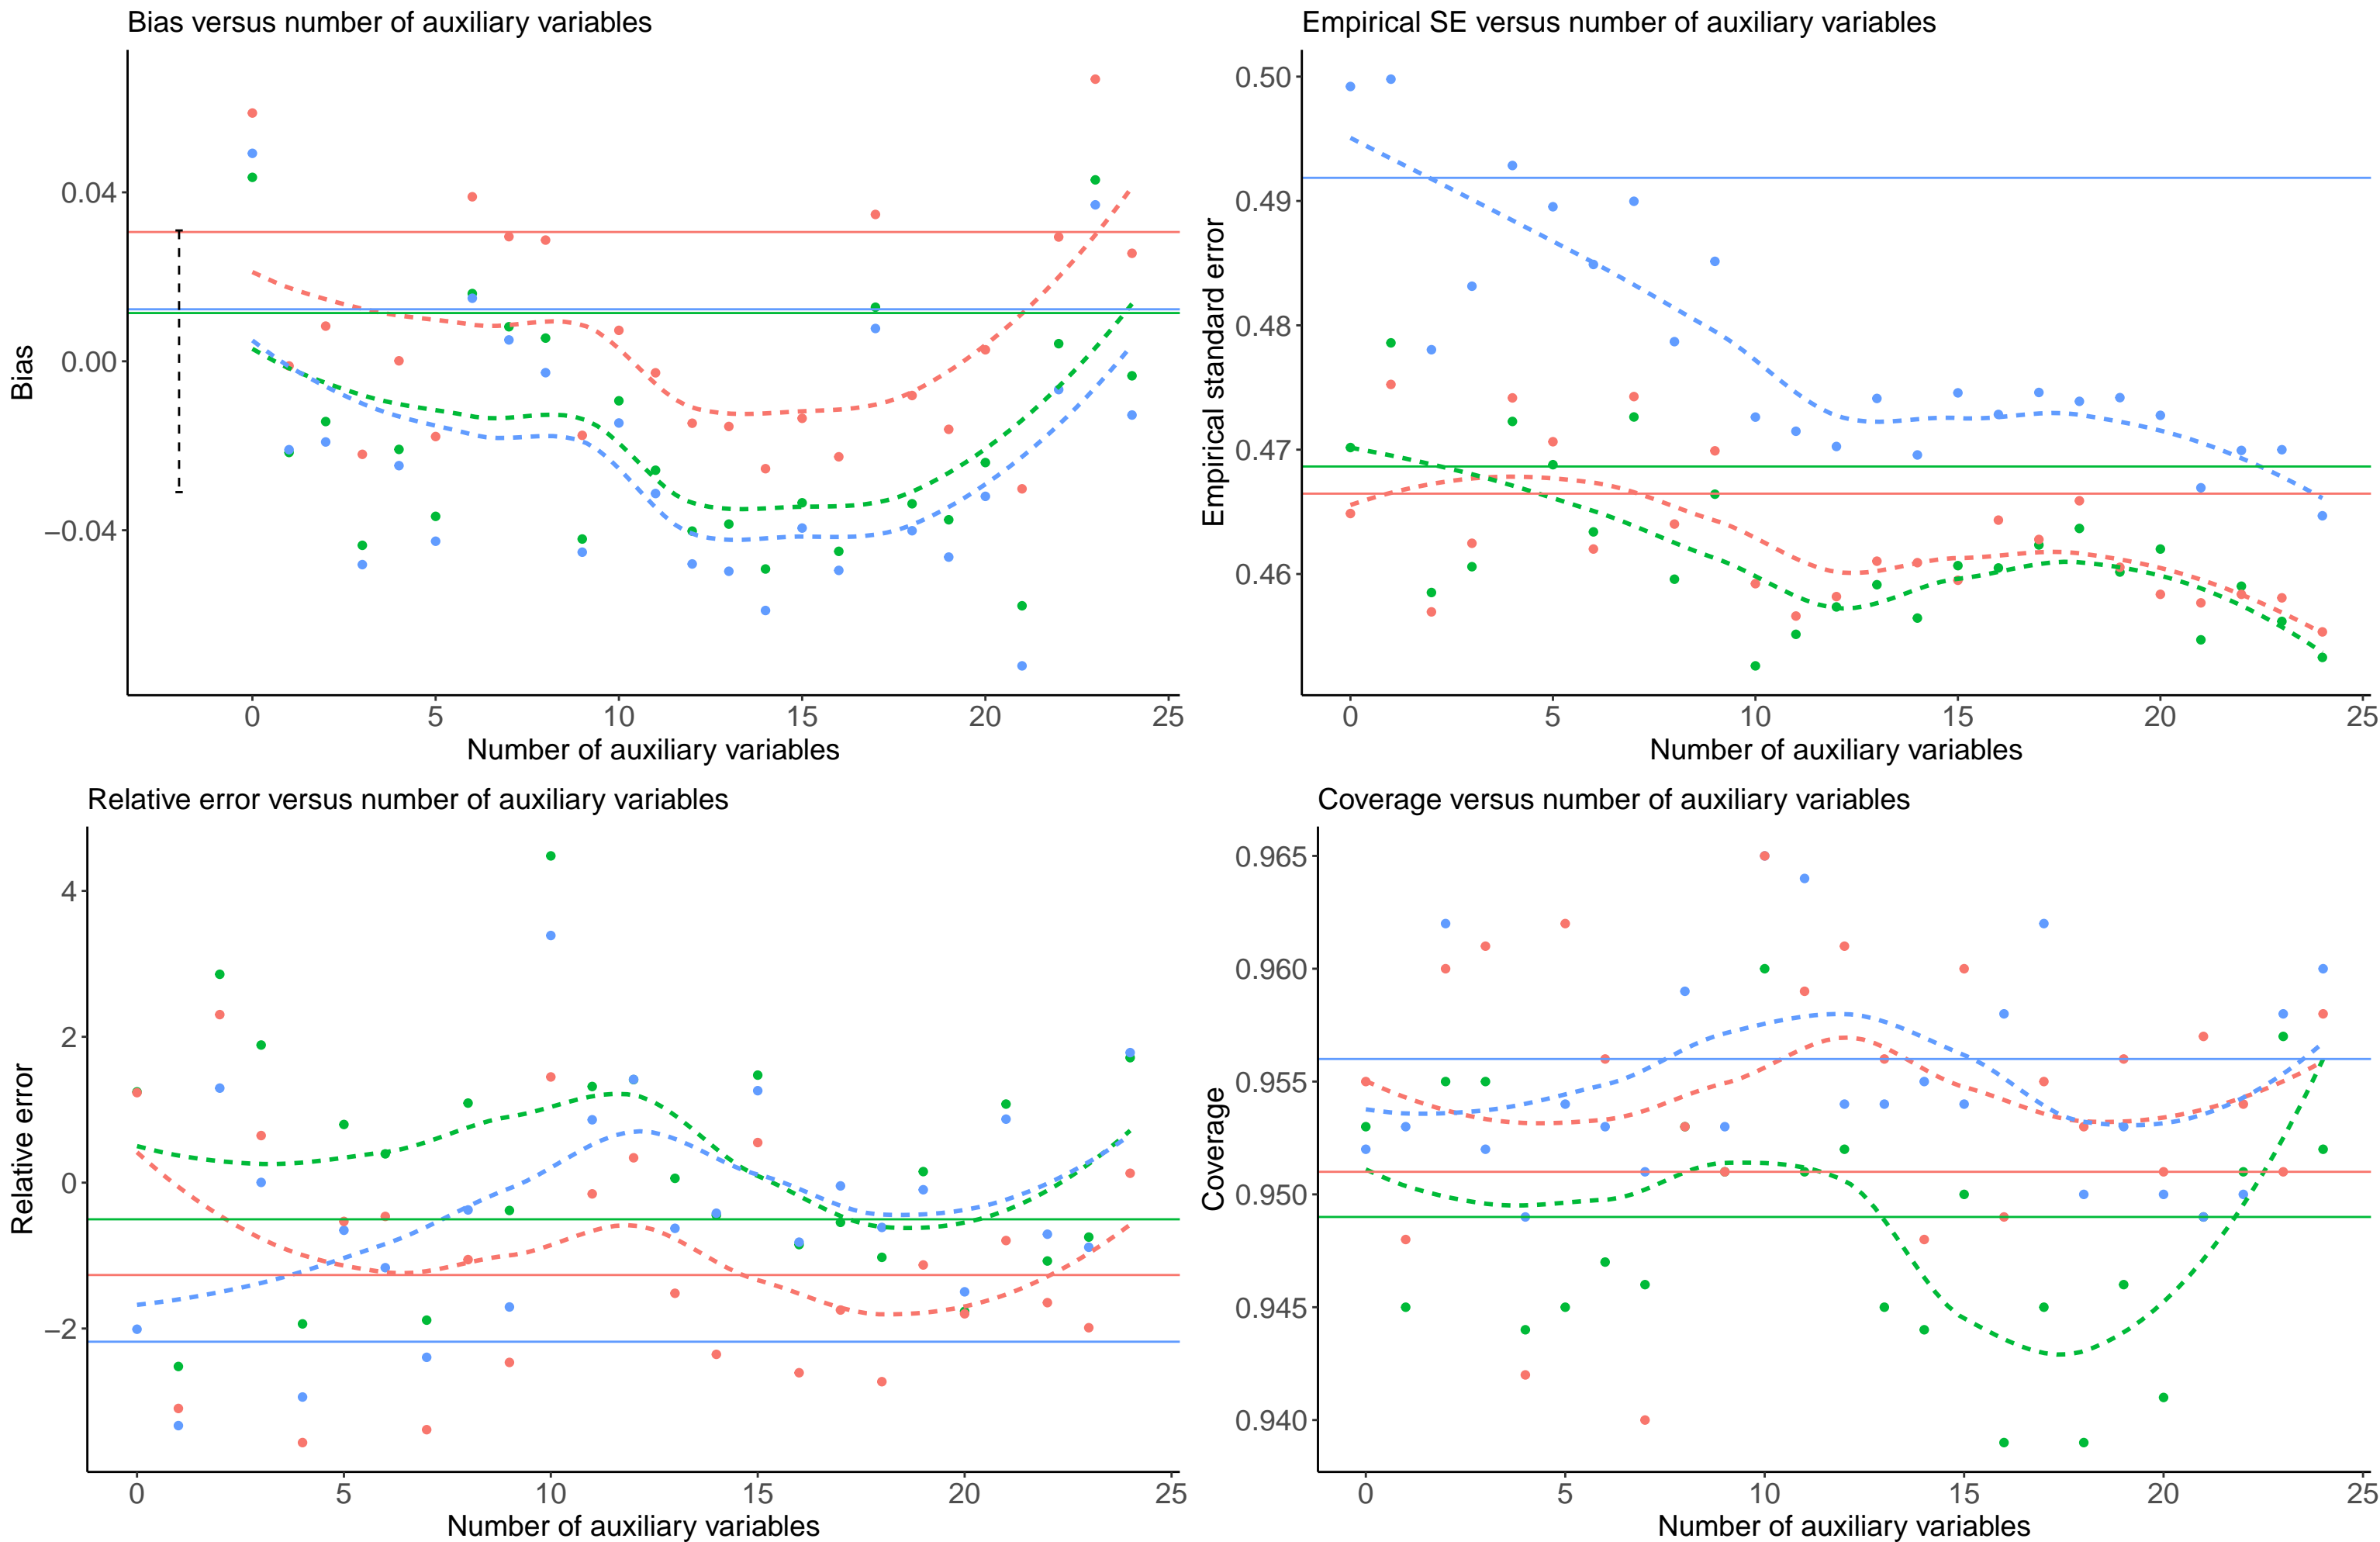 Bias versus number of auxiliary variables
Bias
0.04
0.00
−0.04
0 5 10 15 20 25
Number of auxiliary variables
Empirical SE versus number of auxiliary variables
Empirical standard error
0.50
0.49
0.48
0.47
0.46
0 5 10 15 20 25
Number of auxiliary variables
Relative error versus number of auxiliary variables
Relative error
4
2
0
−2
0 5 10 15 20 25
Number of auxiliary variables
Coverage versus number of auxiliary variables
Coverage
0.965
0.960
0.955
0.950
0.945
0.940
0 5 10 15 20 25
Number of auxiliary variables